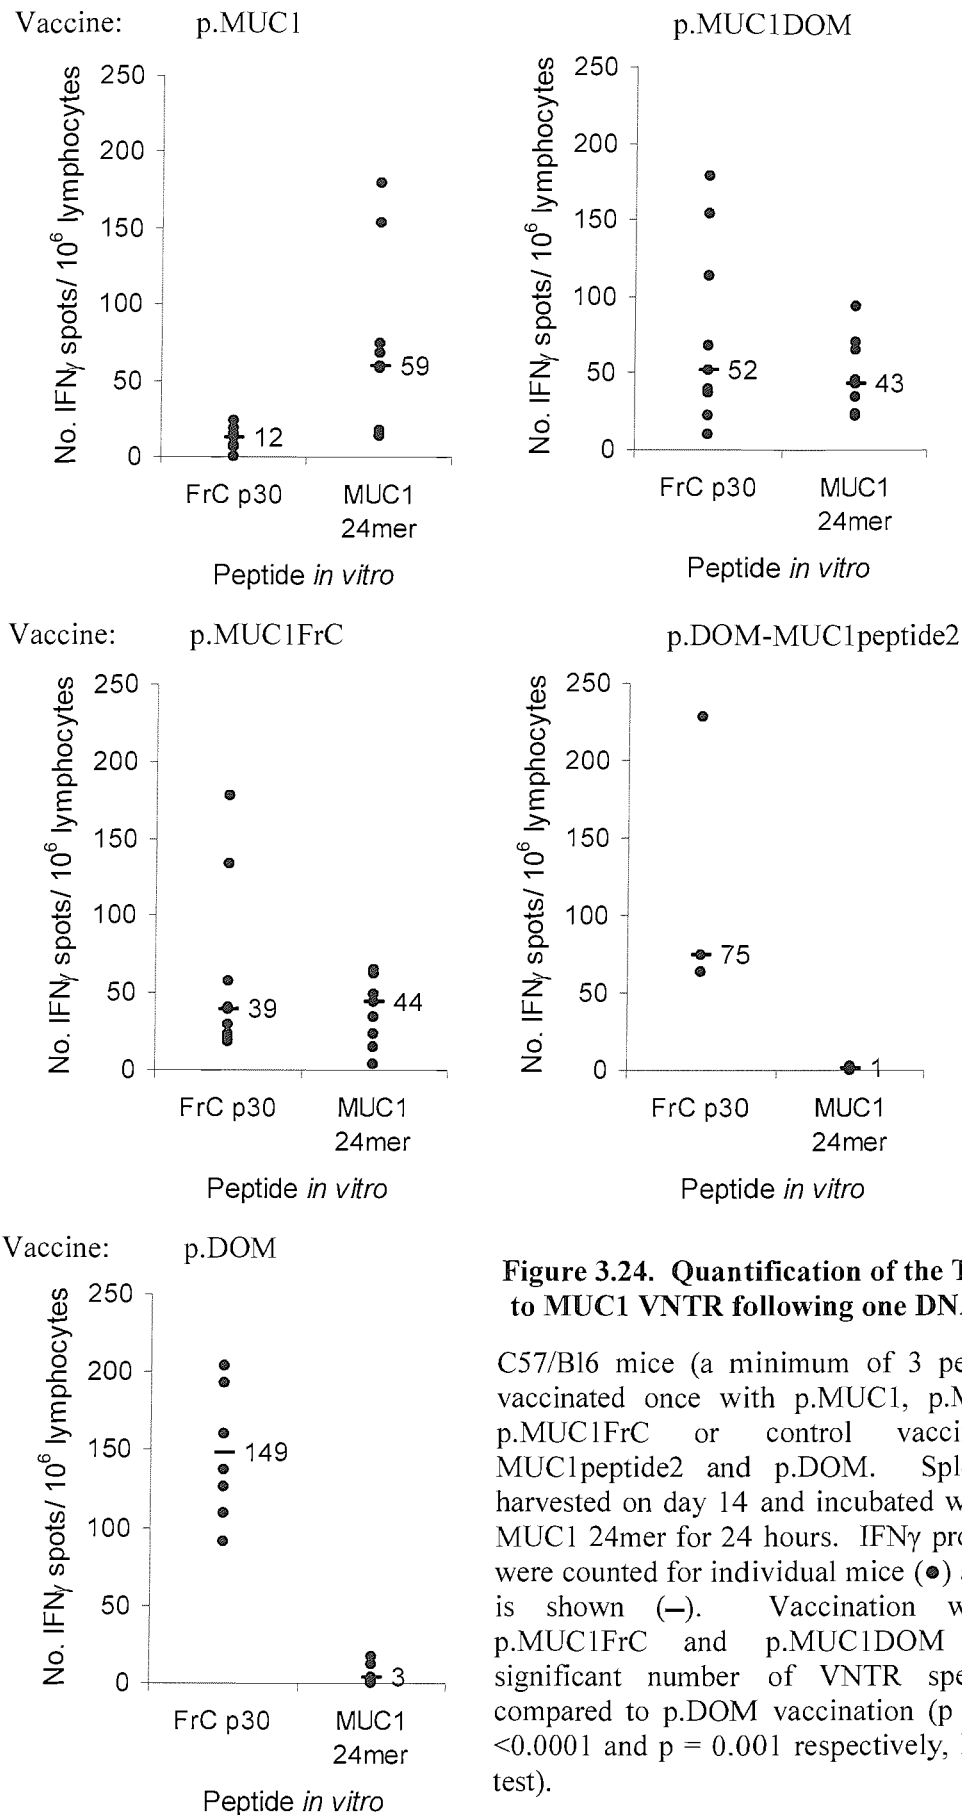 Vaccine: p.MUC1
250
200
150
100
50
0
No. IFNγ spots/ 10⁶ lymphocytes
12
59
FrC p30
MUC1
24mer
Peptide in vitro
p.MUC1DOM
250
200
150
100
50
0
No. IFNγ spots/ 10⁶ lymphocytes
52
43
FrC p30
MUC1
24mer
Peptide in vitro
Vaccine: p.MUC1FrC
250
200
150
100
50
0
No. IFNγ spots/ 10⁶ lymphocytes
39
44
FrC p30
MUC1
24mer
Peptide in vitro
p.DOM-MUC1peptide2
250
200
150
100
50
0
No. IFNγ spots/ 10⁶ lymphocytes
75
1
FrC p30
MUC1
24mer
Peptide in vitro
Vaccine: p.DOM
250
200
150
100
50
0
No. IFNγ spots/ 10⁶ lymphocytes
149
3
FrC p30
MUC1
24mer
Peptide in vitro
Figure 3.24. Quantification of the T
to MUC1 VNTR following one DN
C57/Bl6 mice (a minimum of 3 pe
vaccinated once with p.MUC1, p.M
p.MUC1FrC or control vacci
MUC1peptide2 and p.DOM. Spl
harvested on day 14 and incubated w
MUC1 24mer for 24 hours. IFNγ pro
were counted for individual mice (●)
is shown (–). Vaccination w
p.MUC1FrC and p.MUC1DOM
significant number of VNTR spe
compared to p.DOM vaccination (p
<0.0001 and p = 0.001 respectively,
test).